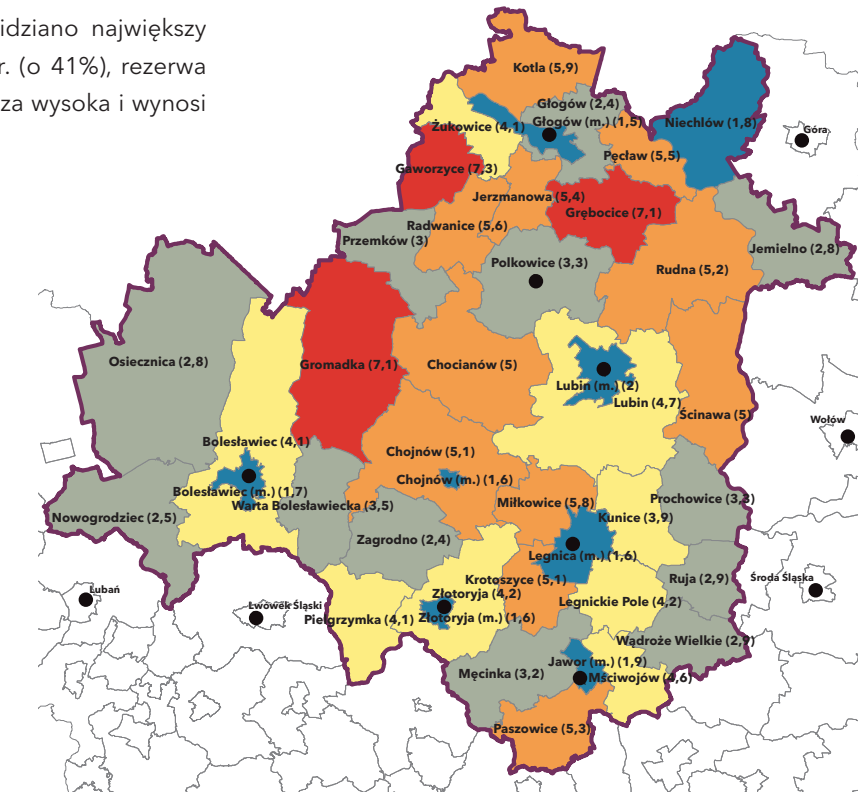 idziano największy
r. (o 41%), rezerwa
za wysoka i wynosi
Kotla (5,9)
Głogów (2,4)
Głogów (m.) (1,5)
Żukowice (4,1)
Niechlów (1,8)
Góra
Pęcław (5,5)
Gaworzyce (7,3)
Jerzmanowa (5,4)
Grębocice (7,1)
Radwanice (5,6)
Przemków (3)
Jemielno (2,8)
Polkowice (3,3)
Rudna (5,2)
Osiecznica (2,8)
Gromadka (7,1)
Chocianów (5)
Lubin (m.) (2)
Lubin (4,7)
Ścinawa (5)
Wołów
Bolesławiec (4,1)
Chojnów (5,1)
Chojnów (m.) (1,6)
Bolesławiec (m.) (1,7)
Warta Bolesławiecka (3,5)
Miłkowice (5,8)
Prochowice (3,3)
Nowogrodziec (2,5)
Kunice (3,9)
Zagrodno (2,4)
Legnica (m.) (1,6)
Krotoszyce (5,1)
Ruja (2,9)
Środa Śląska
Lubań
Złotoryja (4,2)
Legnickie Pole (4,2)
Lwówek Śląski
Pielgrzymka (4,1)
Złotoryja (m.) (1,6)
Wądroże Wielkie (2,9)
Jawor (m.) (1,9)
Męcinka (3,2)
Mściwojów (4,6)
Paszowice (5,3)